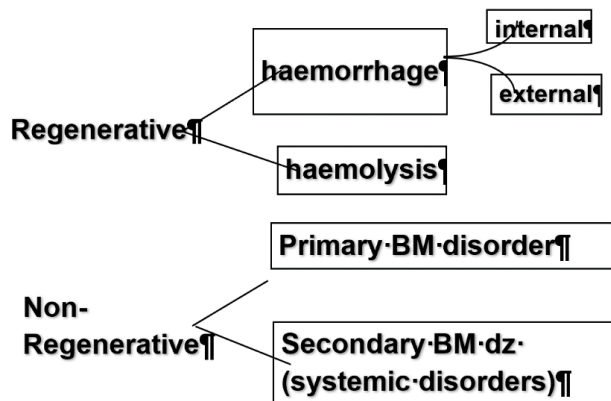 internal¶
haemorrhage¶
external¶
Regenerative¶
haemolysis¶
Primary·BM·disorder¶
Non-
Regenerative¶
Secondary·BM·dz·
(systemic·disorders)¶